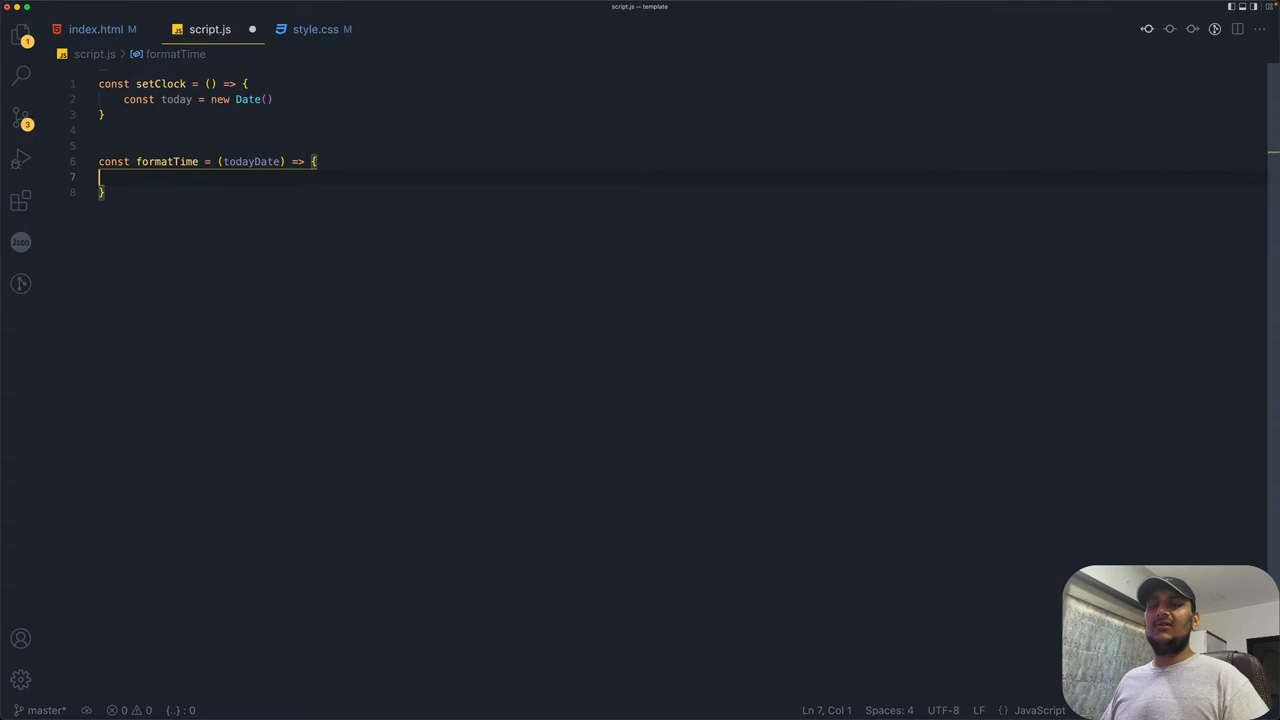 script.js — template
index.html M
script.js
style.css M
script.js > formatTime
1 const setClock = () => {
2 const today = new Date()
3 }
4
5
6 const formatTime = (todayDate) => {
7
8 }
1
3
Json
master*
0 0
{..} : 0
Ln 7, Col 1
Spaces: 4
UTF-8
LF
{} JavaScript